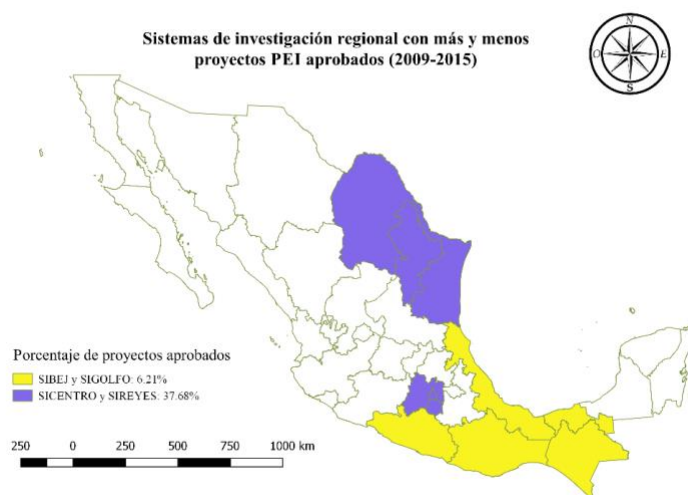 Sistemas de investigación regional con más y menos
proyectos PEI aprobados (2009-2015)
N
O
E
S
Porcentaje de proyectos aprobados
SIBEJ y SIGOLFO: 6.21%
SICENTRO y SIREYES: 37.68%
250 0 250 500 750 1000 km